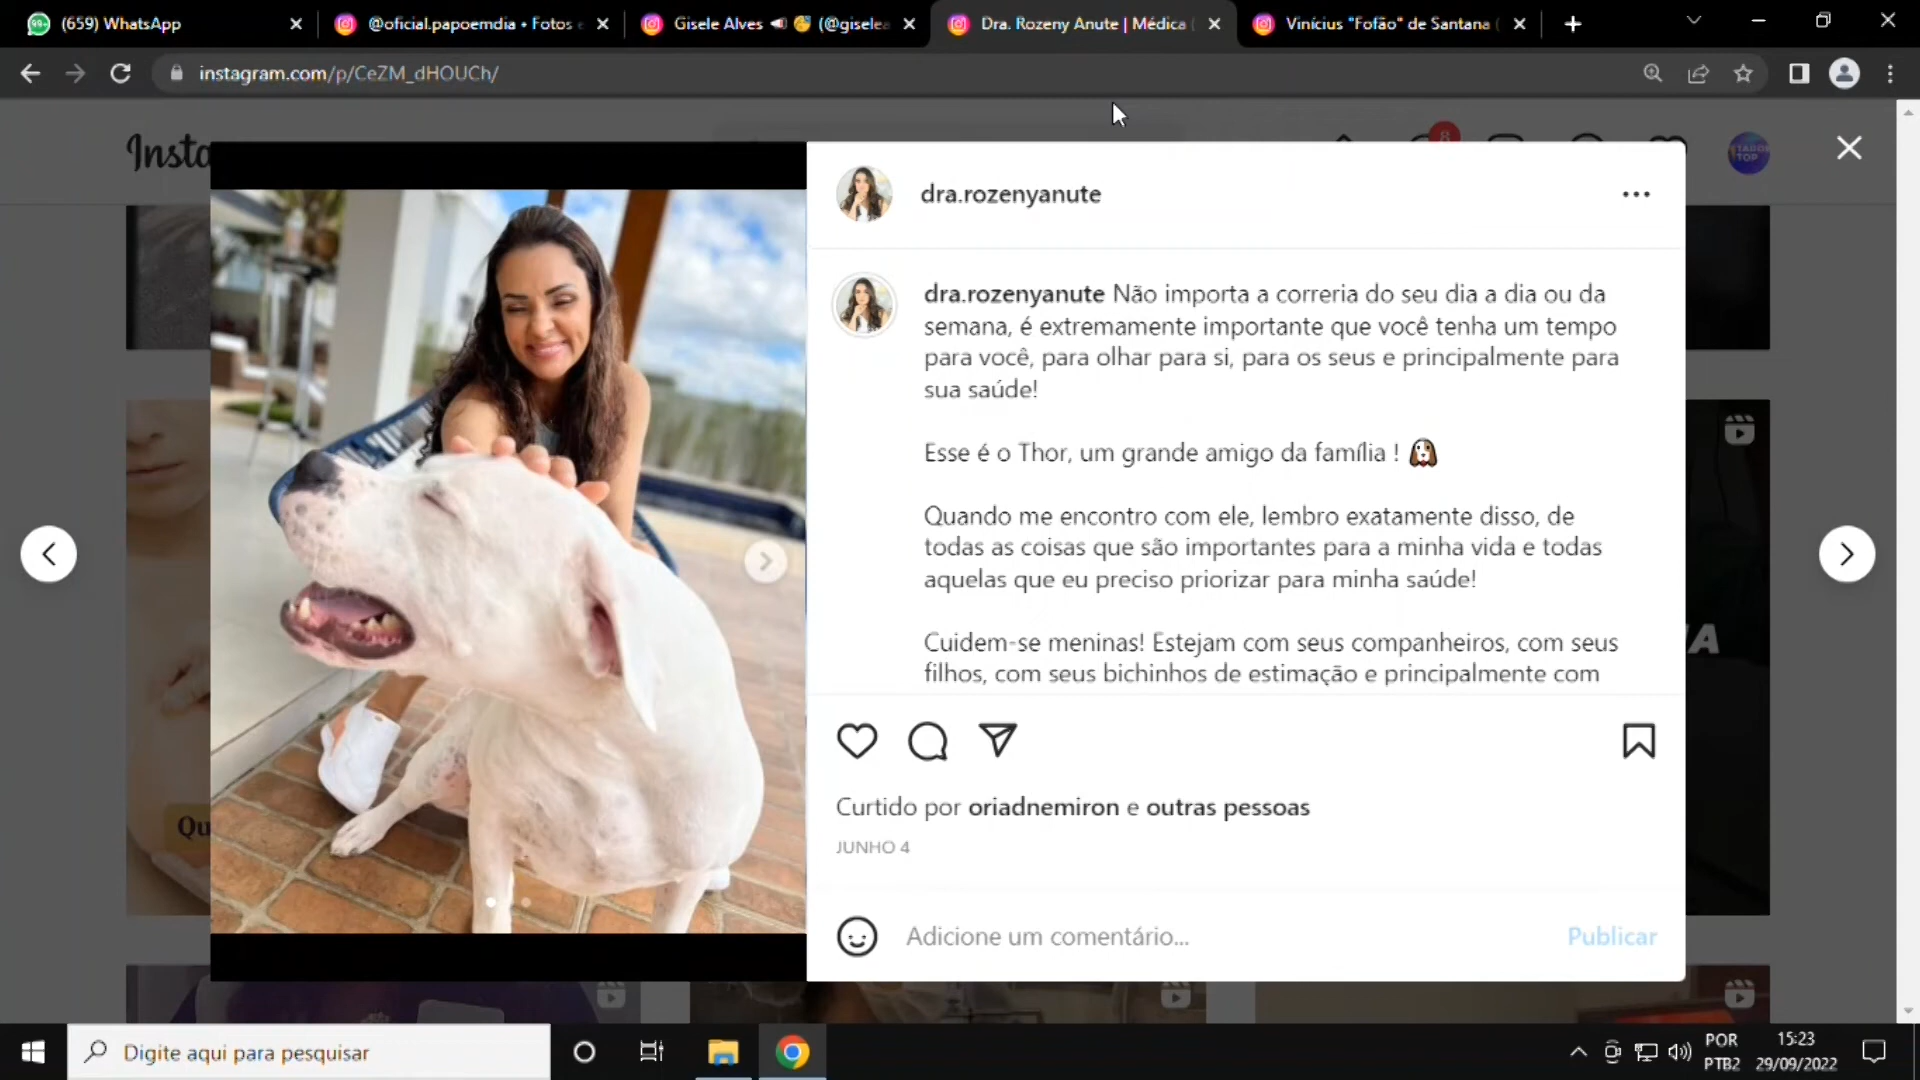 (659) WhatsApp
@oficial.papoemdia • Fotos e
Gisele Alves 📢 (@gisele
Dra. Rozeny Anute | Médica (
Vinícius "Fofão" de Santana (
instagram.com/p/CeZM_dHOUCh/
Insta
8
dra.rozenyanute
•••
dra.rozenyanute Não importa a correria do seu dia a dia ou da
semana, é extremamente importante que você tenha um tempo
para você, para olhar para si, para os seus e principalmente para
sua saúde!
Esse é o Thor, um grande amigo da família ! 🐶
Quando me encontro com ele, lembro exatamente disso, de
todas as coisas que são importantes para a minha vida e todas
aquelas que eu preciso priorizar para minha saúde!
Cuidem-se meninas! Estejam com seus companheiros, com seus
filhos, com seus bichinhos de estimação e principalmente com
A
Qu
Curtido por oriadnemiron e outras pessoas
JUNHO 4
Adicione um comentário...
Publicar
Digite aqui para pesquisar
POR
PTB2
15:23
29/09/2022